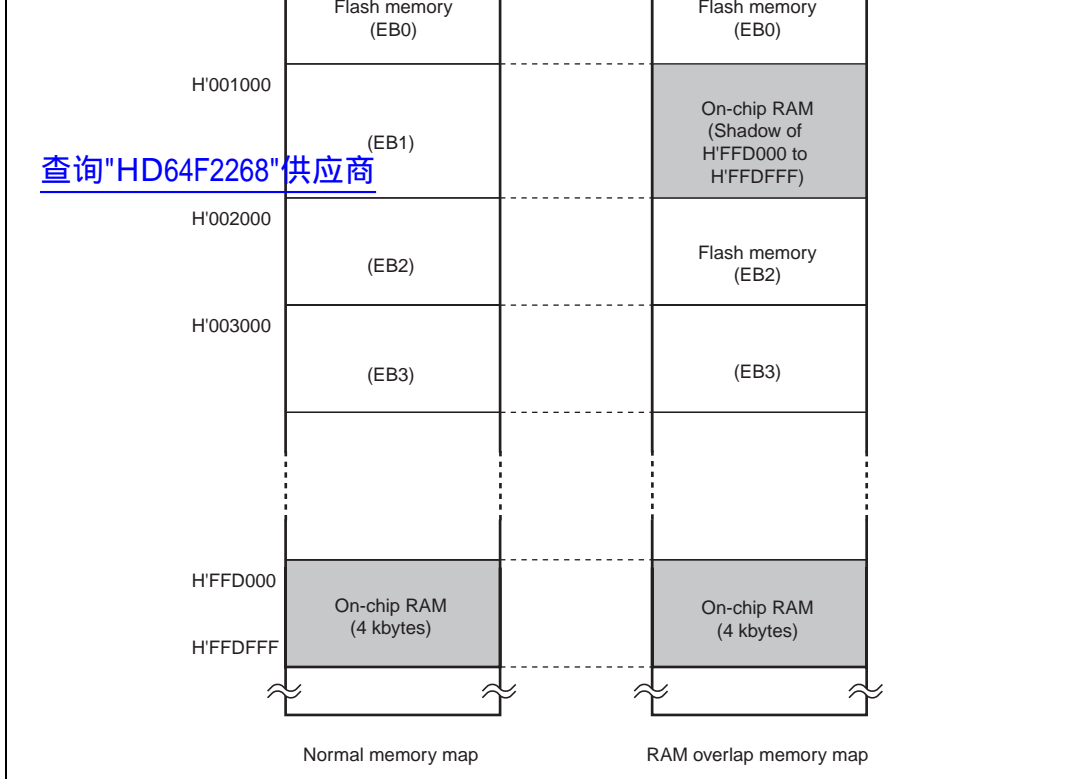 Flash memory
(EB0)
Flash memory
(EB0)
H'001000
(EB1)
On-chip RAM
(Shadow of
H'FFD000 to
H'FFDFFF)
查询"HD64F2268"供应商
H'002000
(EB2)
Flash memory
(EB2)
H'003000
(EB3)
(EB3)
H'FFD000
On-chip RAM
(4 kbytes)
On-chip RAM
(4 kbytes)
H'FFDFFF
Normal memory map
RAM overlap memory map